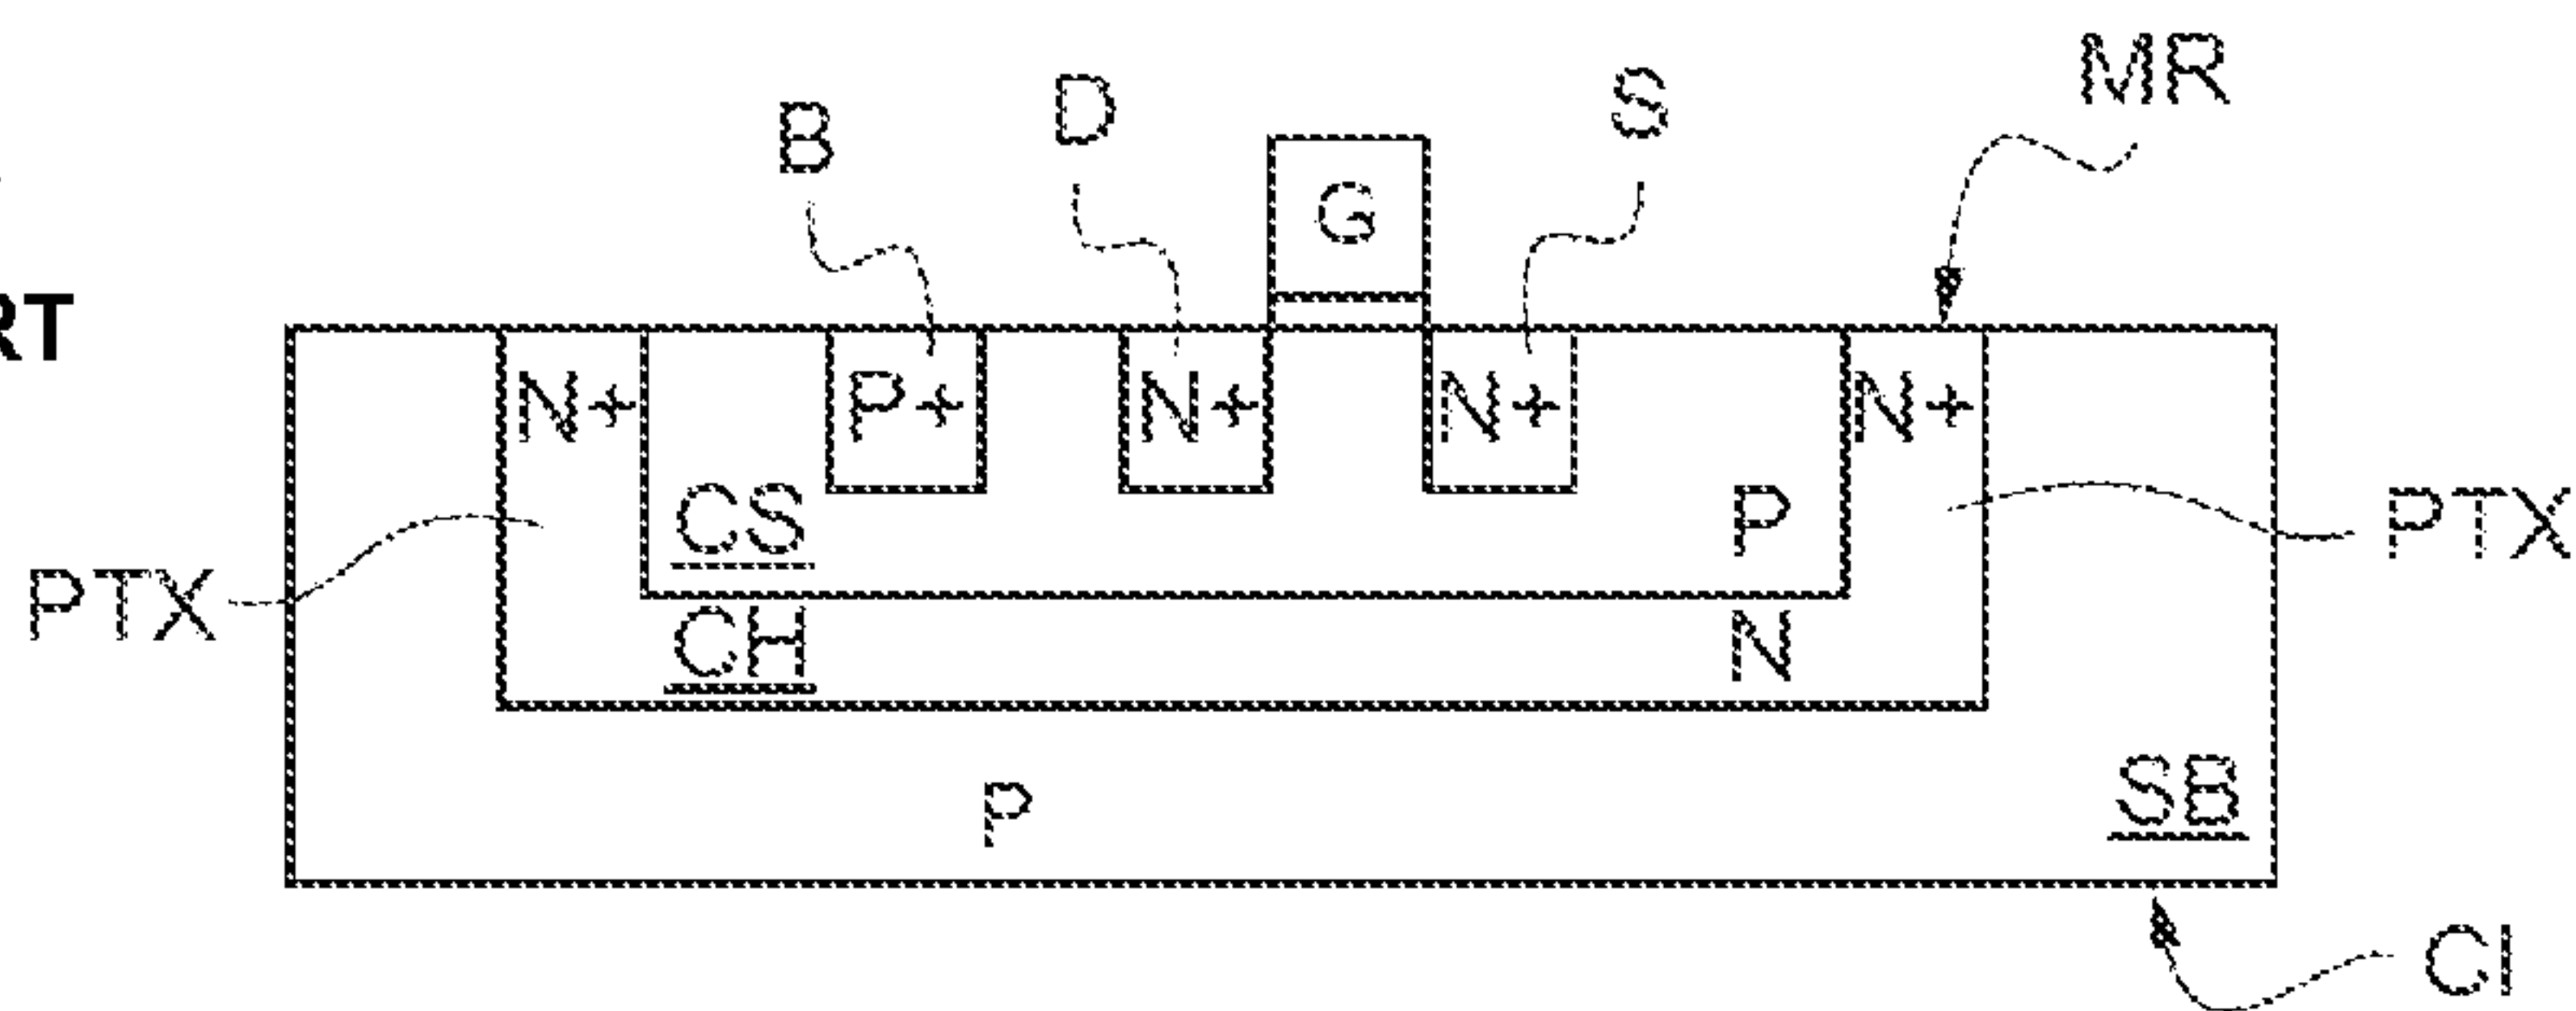 MR
B D S
G
RT
N+ P+ N+ N+ N+
CS P PTX
PTX CH N
P SB
CI